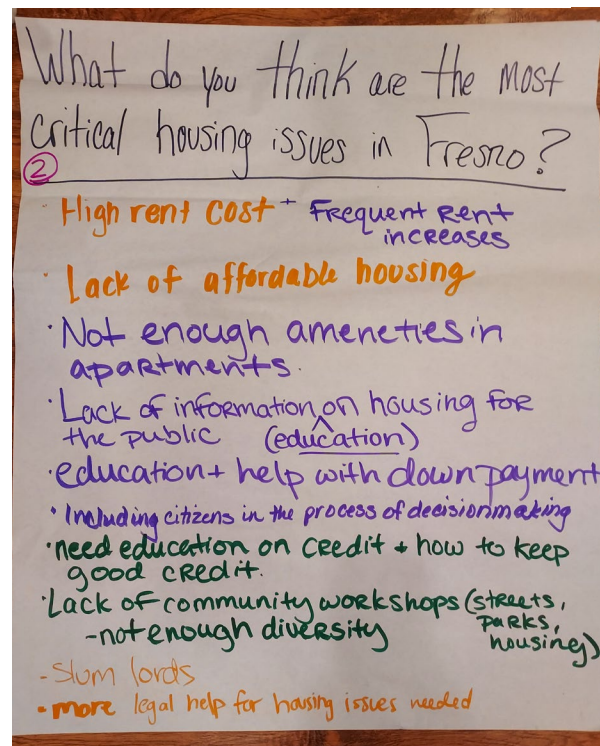 What do you think are the most
critical housing issues in Fresno?
2
· High rent cost + Frequent Rent
increases
· Lack of affordable housing
· Not enough ameneties in
apartments.
· Lack of information ^ on housing for
the public (education)
· education + help with down payment
· Including citizens in the process of decisionmaking
· need education on credit + how to keep
good credit.
· Lack of community workshops (streets,
parks,
- not enough diversity
housing)
- Slum lords
- more legal help for housing issues needed